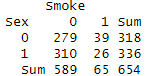 Smoke
Sex 0 1 Sum
0 279 39 318
1 310 26 336
Sum 589 65 654